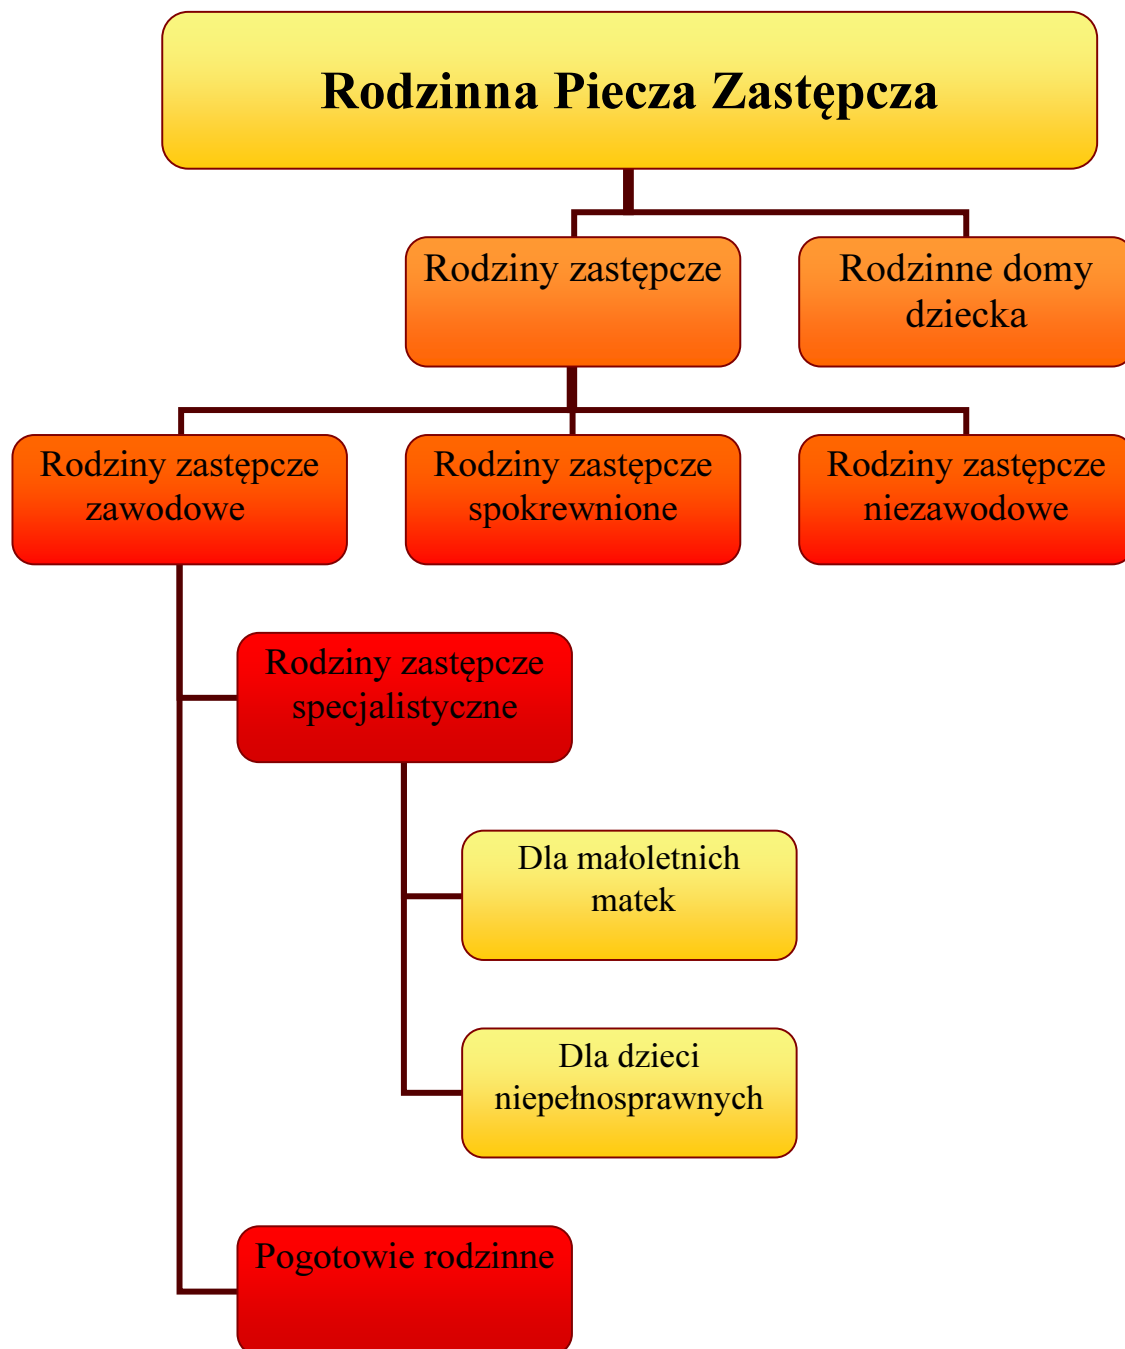 Rodzinna Piecza Zastępcza
Rodziny zastępcze
Rodzinne domy
dziecka
Rodziny zastępcze
zawodowe
Rodziny zastępcze
spokrewnione
Rodziny zastępcze
niezawodowe
Rodziny zastępcze
specjalistyczne
Dla małoletnich
matek
Dla dzieci
niepełnosprawnych
Pogotowie rodzinne